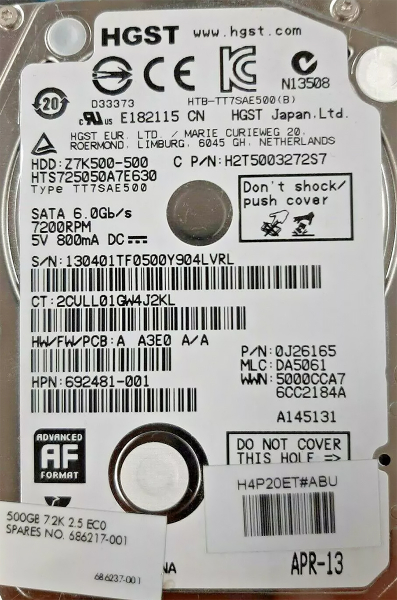 HGST www.hgst.com
N13508
20
D33373 HTB-TT7SAE500(B)
E182115 CN HGST Japan,Ltd.
HGST EUR. LTD. / MARIE CURIEWEG 20,
ROERMOND, LIMBURG, 6045 GH, NETHERLANDS
HDD:Z7K500-500 C P/N:H2T5003272S7
HTS725050A7E630
Type TT7SAE500
Don't shock/
push cover
SATA 6.0Gb/s
7200RPM
5V 800mA DC
S/N:130401TF0500Y904LVRL
CT:2CVLL01GW4J2KL
HW/FW/PCB:A A3E0 A/A
P/N:0J26165
MLC:DA5061
WWN:5000CCA7
6CC2184A
HPN:692481-001
A145131
ADVANCED
AF
FORMAT
DO NOT COVER
THIS HOLE =>
H4P20ET#ABU
500GB 7.2K 2.5 EC0
SPARES NO. 686217-001
686237-001
NA
APR-13